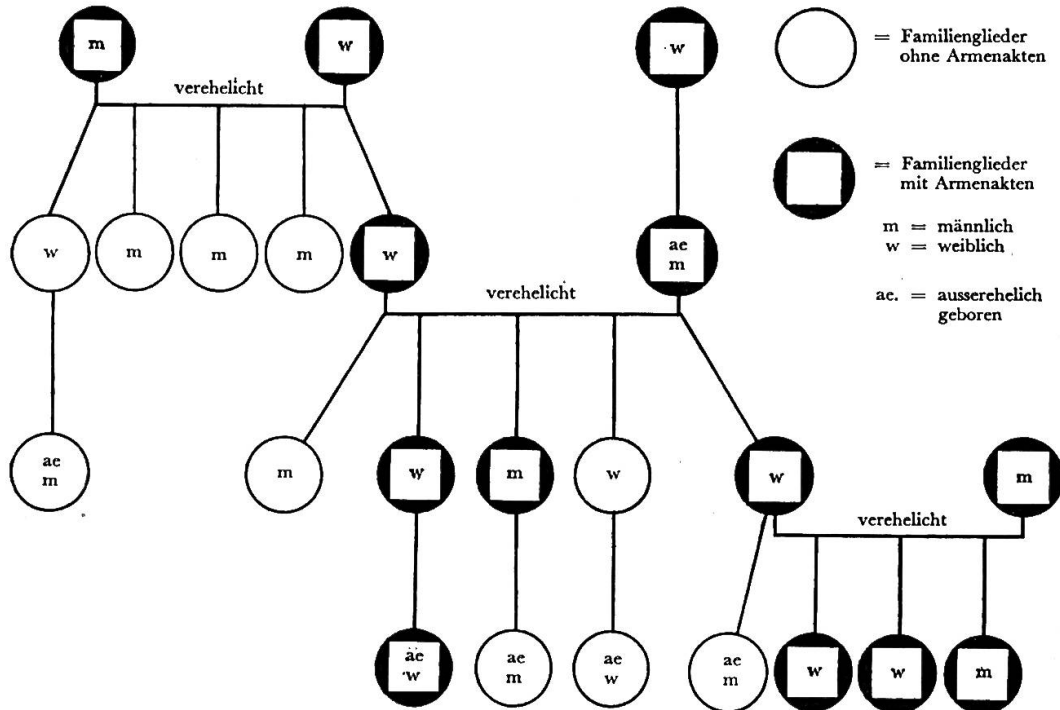 m
w
w
= Familienglieder
ohne Armenakten
verehelicht
= Familienglieder
mit Armenakten
m = männlich
w = weiblich
w
m
m
m
w
ae
m
verehelicht
ae. = ausserehelich
geboren
ae
m
m
w
m
w
w
m
verehelicht
ae
w
ae
m
ae
w
ae
m
w
w
m